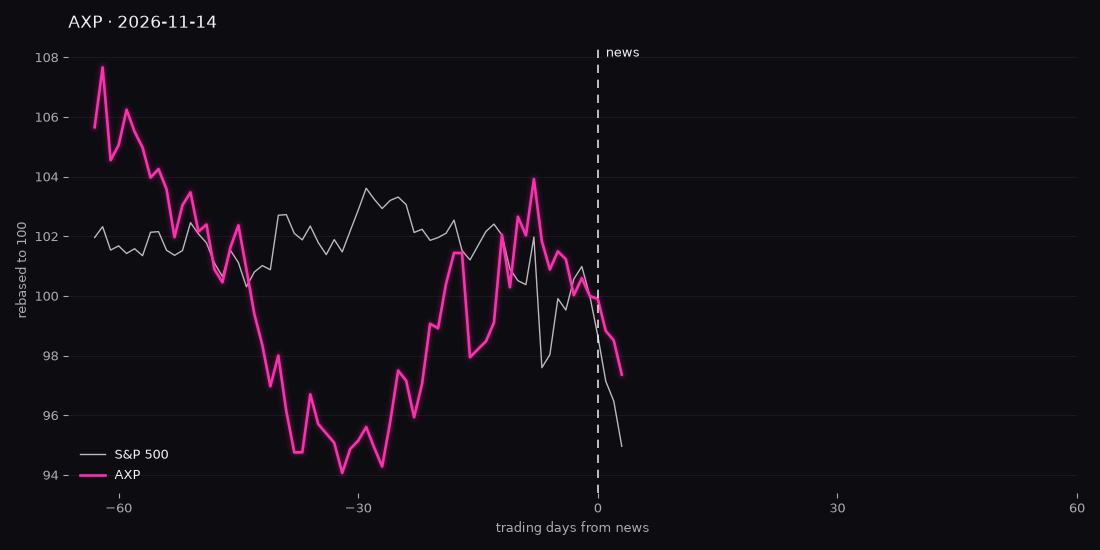 AXP · 2026-11-14
news
108
106
104
102
100
98
96
94
rebased to 100
S&P 500
AXP
−60
−30
0
30
60
trading days from news